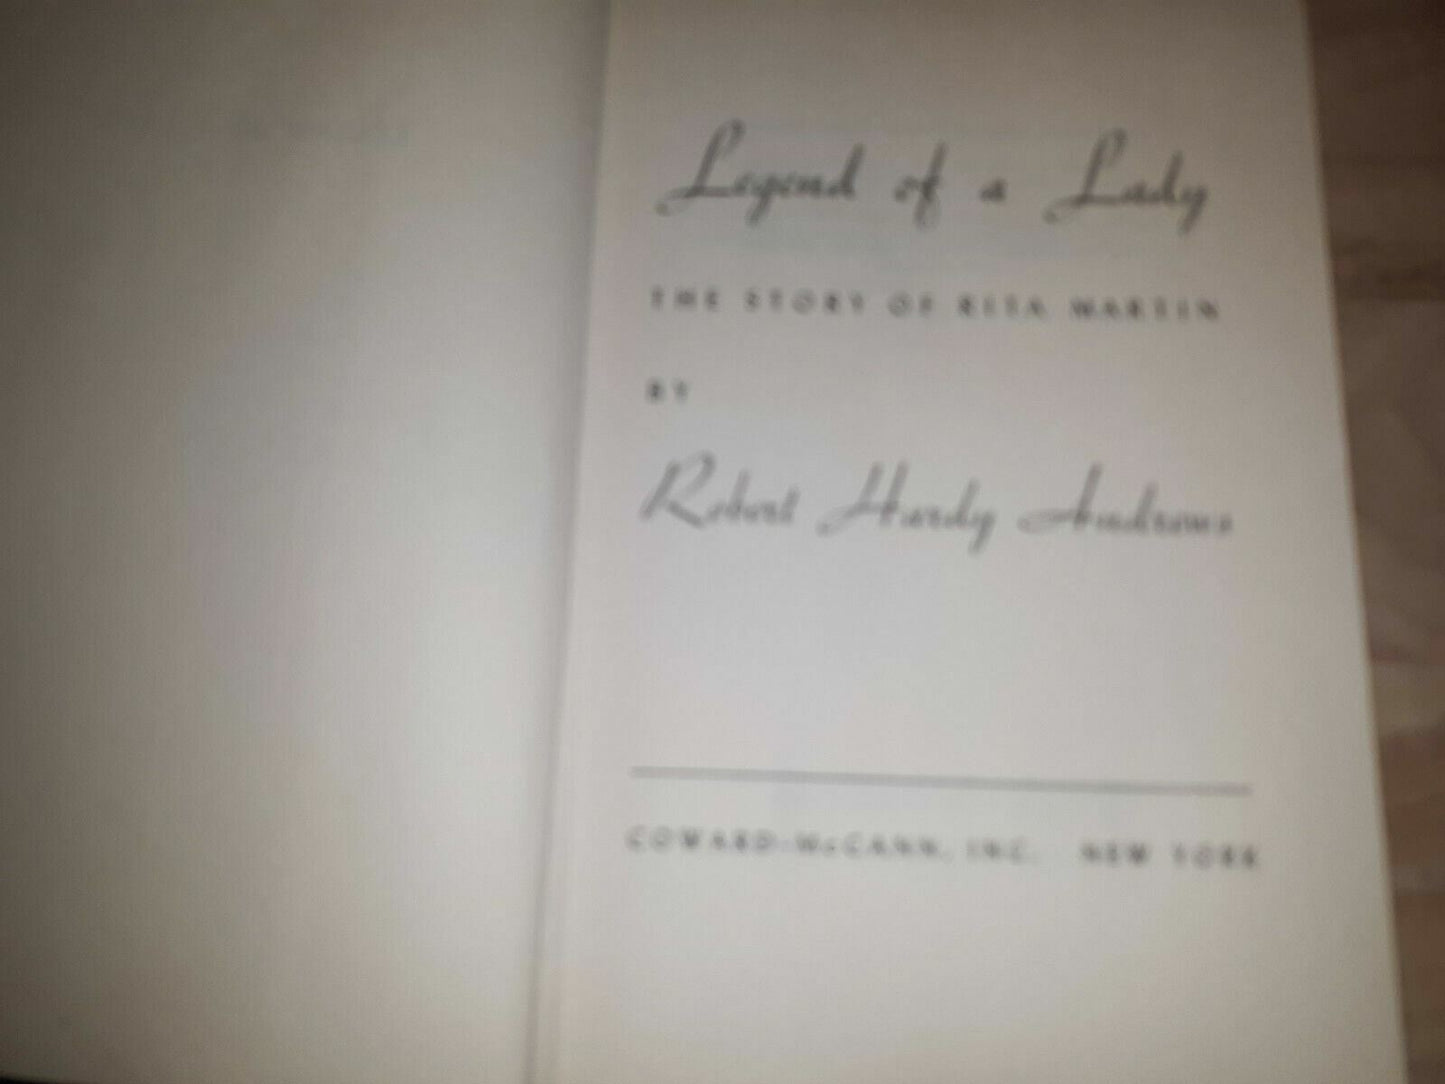 Legend of a Lady
THE STORY OF RITA MARTIN
BY
Robert Hardy Andrews
COWARD-McCANN, INC. NEW YORK